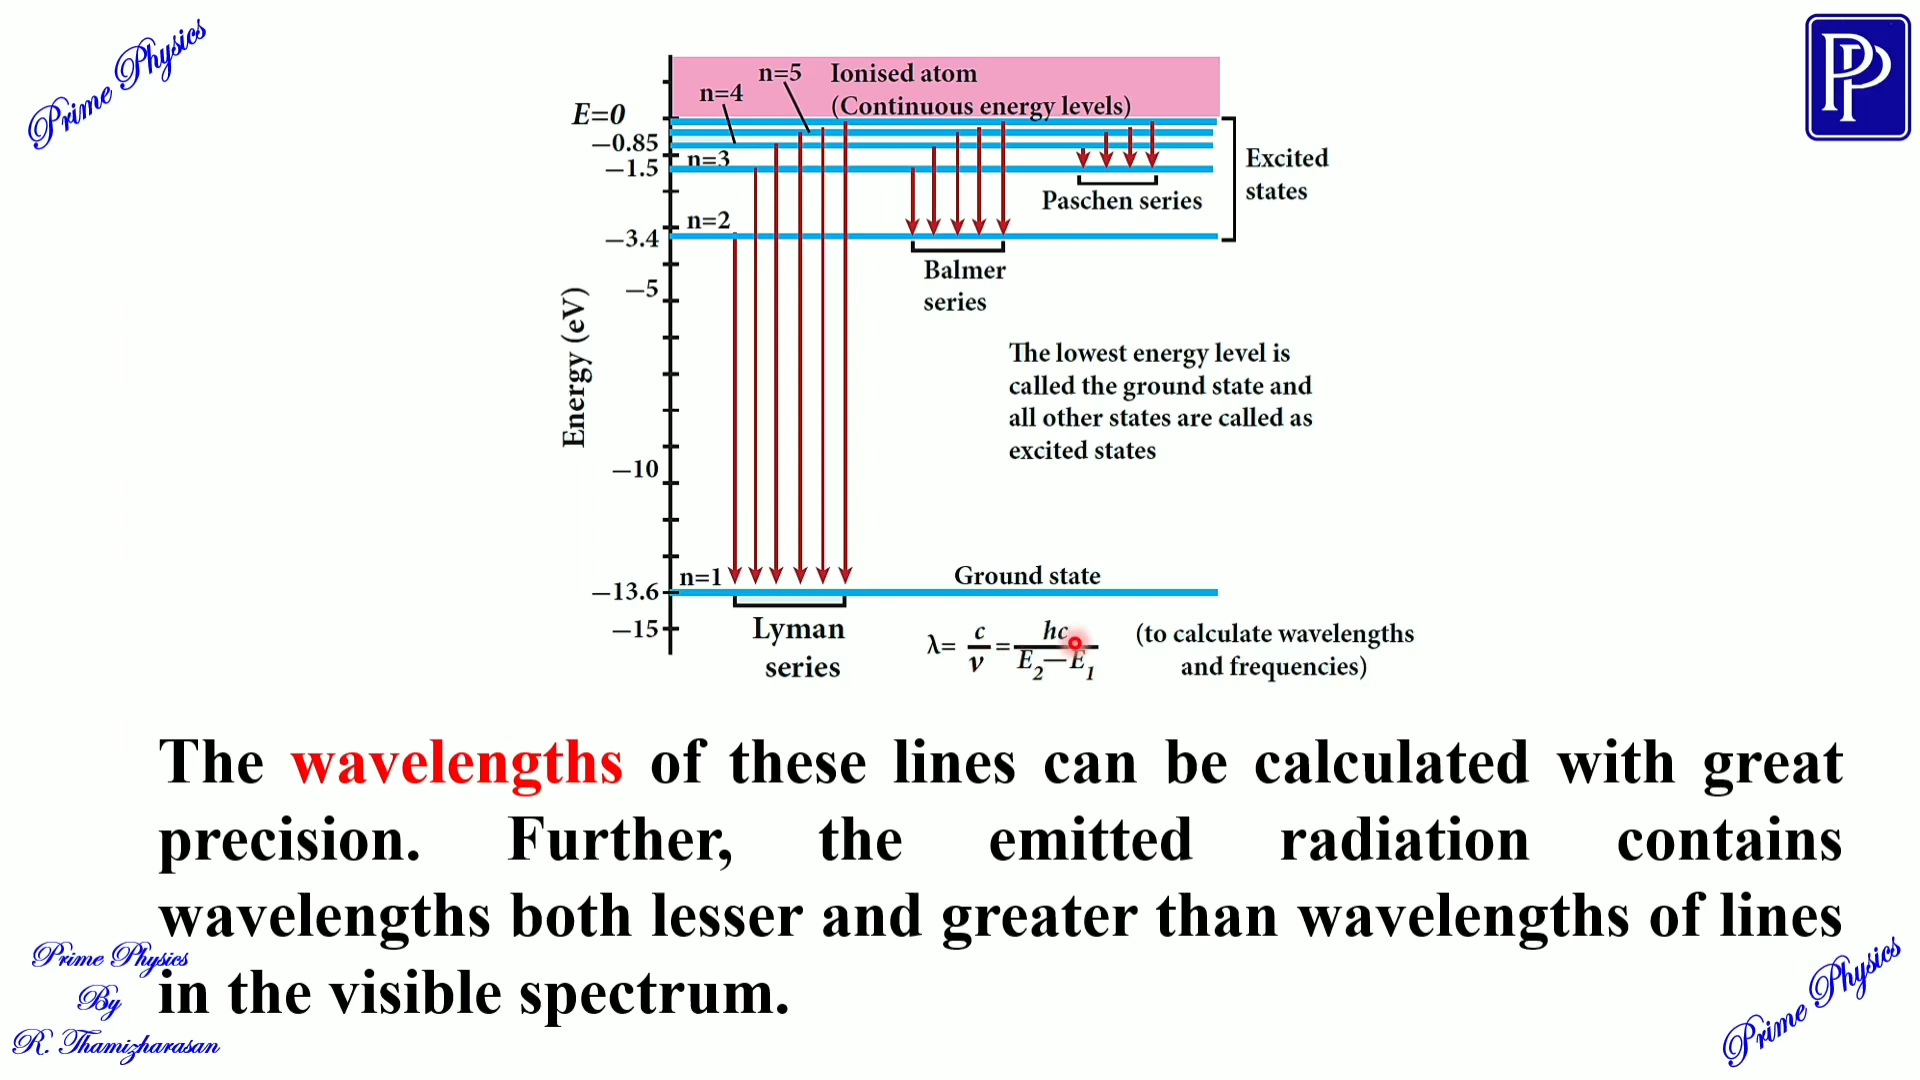 Prime Physics
PP
n=5
Ionised atom
n=4
(Continuous energy levels)
E=0
—0.85
n=3
—1.5
Excited
states
Paschen series
n=2
—3.4
Balmer
series
—5
Energy (eV)
The lowest energy level is
called the ground state and
all other states are called as
excited states
—10
n=1
Ground state
—13.6
—15
Lyman
series
λ= c/ν = hc/E₂—E₁
(to calculate wavelengths
and frequencies)
The wavelengths of these lines can be calculated with great
precision. Further, the emitted radiation contains
wavelengths both lesser and greater than wavelengths of lines
in the visible spectrum.
Prime Physics
By
R. Thamizharasan
Prime Physics